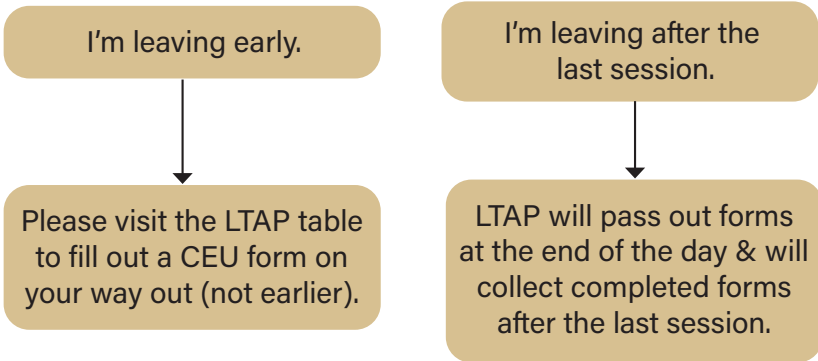 I'm leaving early.
Please visit the LTAP table
to fill out a CEU form on
your way out (not earlier).
I'm leaving after the
last session.
LTAP will pass out forms
at the end of the day & will
collect completed forms
after the last session.